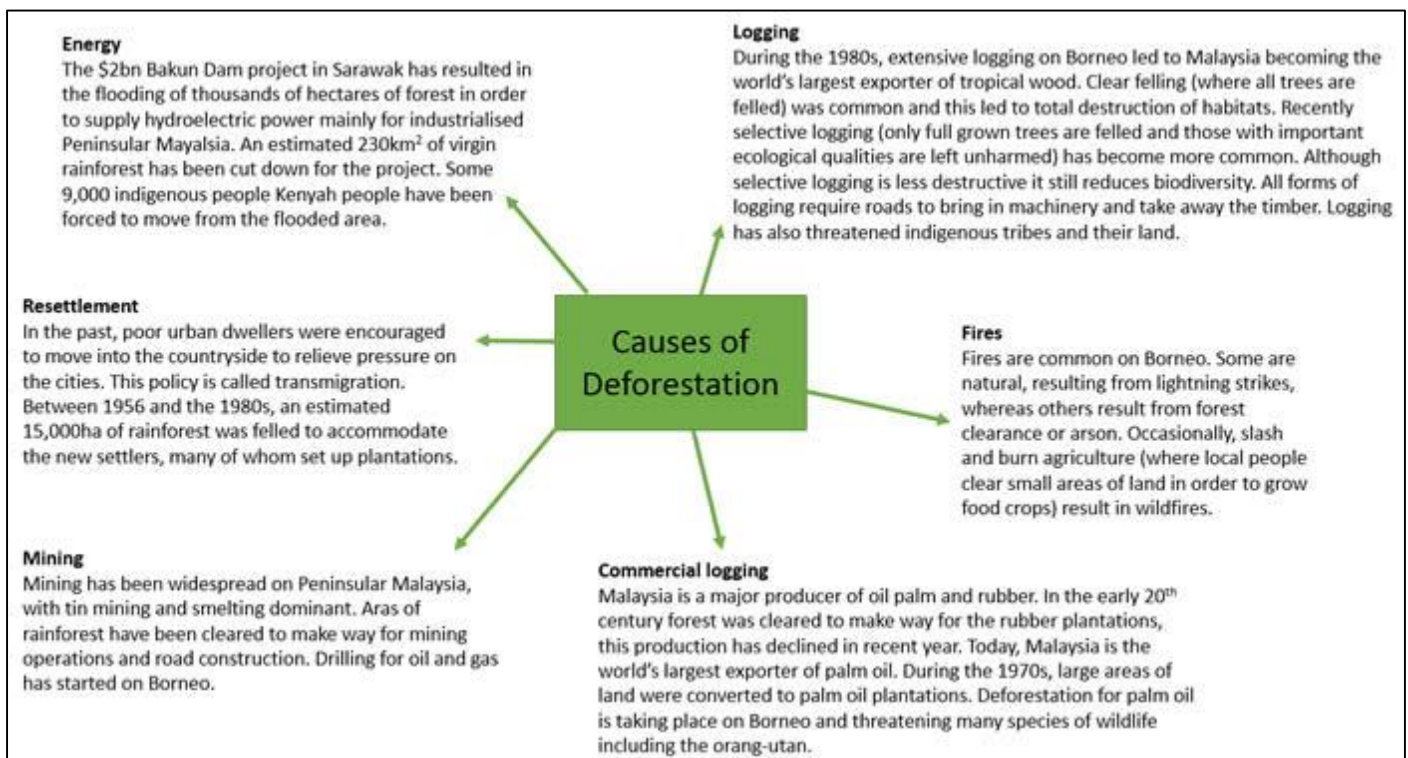 Energy
The $2bn Bakun Dam project in Sarawak has resulted in
the flooding of thousands of hectares of forest in order
to supply hydroelectric power mainly for industrialised
Peninsular Mayalsia. An estimated 230km² of virgin
rainforest has been cut down for the project. Some
9,000 indigenous people Kenyah people have been
forced to move from the flooded area.
Logging
During the 1980s, extensive logging on Borneo led to Malaysia becoming the
world's largest exporter of tropical wood. Clear felling (where all trees are
felled) was common and this led to total destruction of habitats. Recently
selective logging (only full grown trees are felled and those with important
ecological qualities are left unharmed) has become more common. Although
selective logging is less destructive it still reduces biodiversity. All forms of
logging require roads to bring in machinery and take away the timber. Logging
has also threatened indigenous tribes and their land.
Resettlement
In the past, poor urban dwellers were encouraged
to move into the countryside to relieve pressure on
the cities. This policy is called transmigration.
Between 1956 and the 1980s, an estimated
15,000ha of rainforest was felled to accommodate
the new settlers, many of whom set up plantations.
Causes of
Deforestation
Fires
Fires are common on Borneo. Some are
natural, resulting from lightning strikes,
whereas others result from forest
clearance or arson. Occasionally, slash
and burn agriculture (where local people
clear small areas of land in order to grow
food crops) result in wildfires.
Mining
Mining has been widespread on Peninsular Malaysia,
with tin mining and smelting dominant. Aras of
rainforest have been cleared to make way for mining
operations and road construction. Drilling for oil and gas
has started on Borneo.
Commercial logging
Malaysia is a major producer of oil palm and rubber. In the early 20th
century forest was cleared to make way for the rubber plantations,
this production has declined in recent year. Today, Malaysia is the
world's largest exporter of palm oil. During the 1970s, large areas of
land were converted to palm oil plantations. Deforestation for palm oil
is taking place on Borneo and threatening many species of wildlife
including the orang-utan.